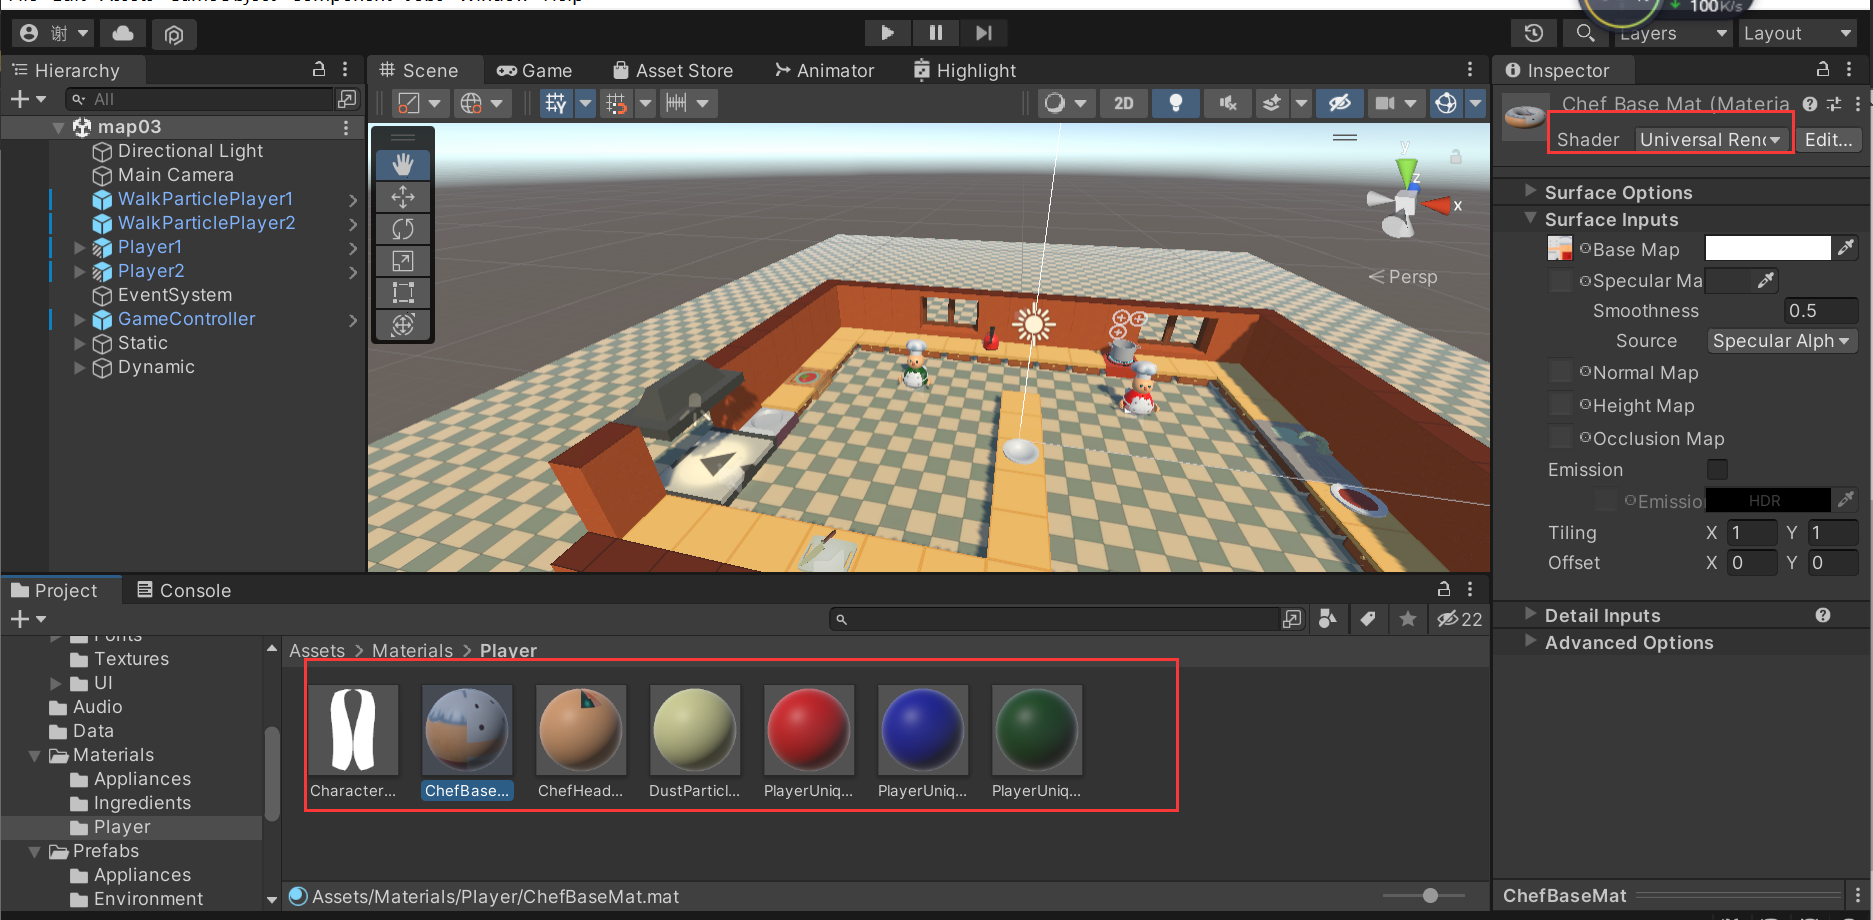 100K/s
谢
Layers
Layout
Hierarchy
Scene
Game
Asset Store
Animator
Highlight
Inspector
All
2D
Chef Base Mat (Materia
Shader
Universal Ren
Edit...
map03
Directional Light
Main Camera
WalkParticlePlayer1
WalkParticlePlayer2
Player1
Player2
EventSystem
GameController
Static
Dynamic
y
z
x
Persp
Surface Options
Surface Inputs
Base Map
Specular Ma
Smoothness
0.5
Source
Specular Alph
Normal Map
Height Map
Occlusion Map
Emission
Emissio
HDR
Tiling
X 1 Y 1
Offset
X 0 Y 0
Detail Inputs
Advanced Options
Project
Console
22
Fonts
Textures
UI
Audio
Data
Materials
Appliances
Ingredients
Player
Prefabs
Appliances
Environment
Assets > Materials > Player
Character...
ChefBase...
ChefHead...
DustParticl...
PlayerUniq...
PlayerUniq...
PlayerUniq...
Assets/Materials/Player/ChefBaseMat.mat
ChefBaseMat